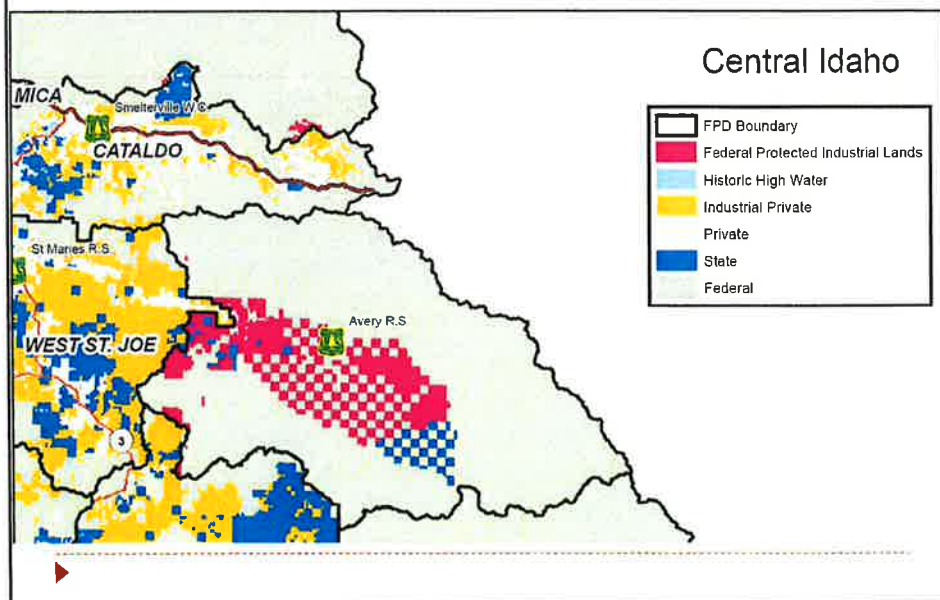 Central Idaho
FPD Boundary
Federal Protected Industrial Lands
Historic High Water
Industrial Private
Private
State
Federal
MICA
Smelterville W C
CATALDO
St Maries R.S.
Avery R.S
WEST ST. JOE
3